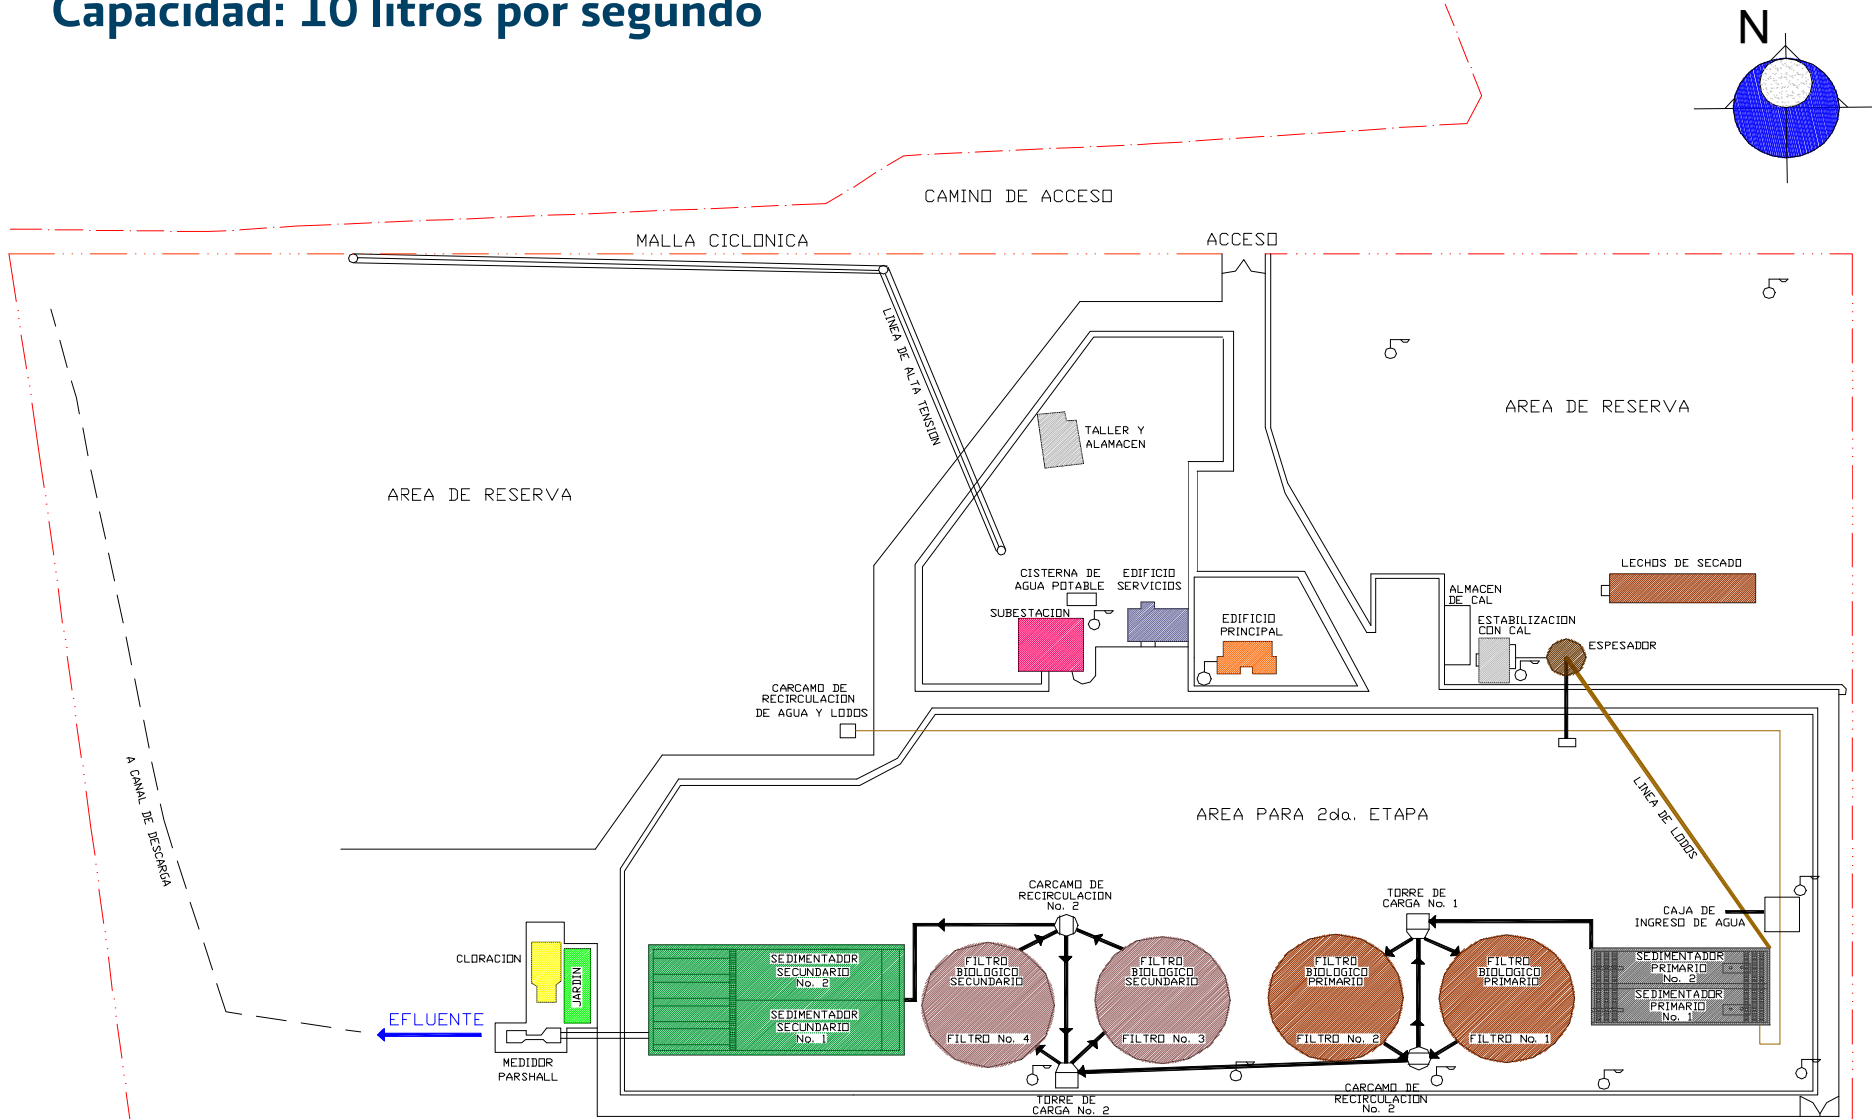 Capacidad: 10 litros por segundo
N
CAMINO DE ACCESO
MALLA CICLONICA
ACCESO
LINEA DE ALTA TENSION
AREA DE RESERVA
TALLER Y
ALAMACEN
AREA DE RESERVA
CISTERNA DE
AGUA POTABLE
EDIFICIO
SERVICIOS
SUBESTACION
EDIFICIO
PRINCIPAL
LECHOS DE SECADO
ALMACEN
DE CAL
ESTABILIZACION
CON CAL
ESPESADOR
CARCAMO DE
RECIRCULACION
DE AGUA Y LODOS
A CANAL DE DESCARGA
LINEA DE LODOS
AREA PARA 2da. ETAPA
CARCAMO DE
RECIRCULACION
No. 2
TORRE DE
CARGA No. 1
CAJA DE
INGRESO DE AGUA
CLORACION
JARDIN
SEDIMENTADOR
SECUNDARIO
No. 2
SEDIMENTADOR
SECUNDARIO
No. 1
FILTRO
BIOLOGICO
SECUNDARIO
FILTRO No. 4
FILTRO
BIOLOGICO
SECUNDARIO
FILTRO No. 3
FILTRO
BIOLOGICO
PRIMARIO
FILTRO No. 2
FILTRO
BIOLOGICO
PRIMARIO
FILTRO No. 1
SEDIMENTADOR
PRIMARIO
No. 2
SEDIMENTADOR
PRIMARIO
No. 1
EFLUENTE
MEDIDOR
PARSHALL
TORRE DE
CARGA No. 2
CARCAMO DE
RECIRCULACION
No. 2